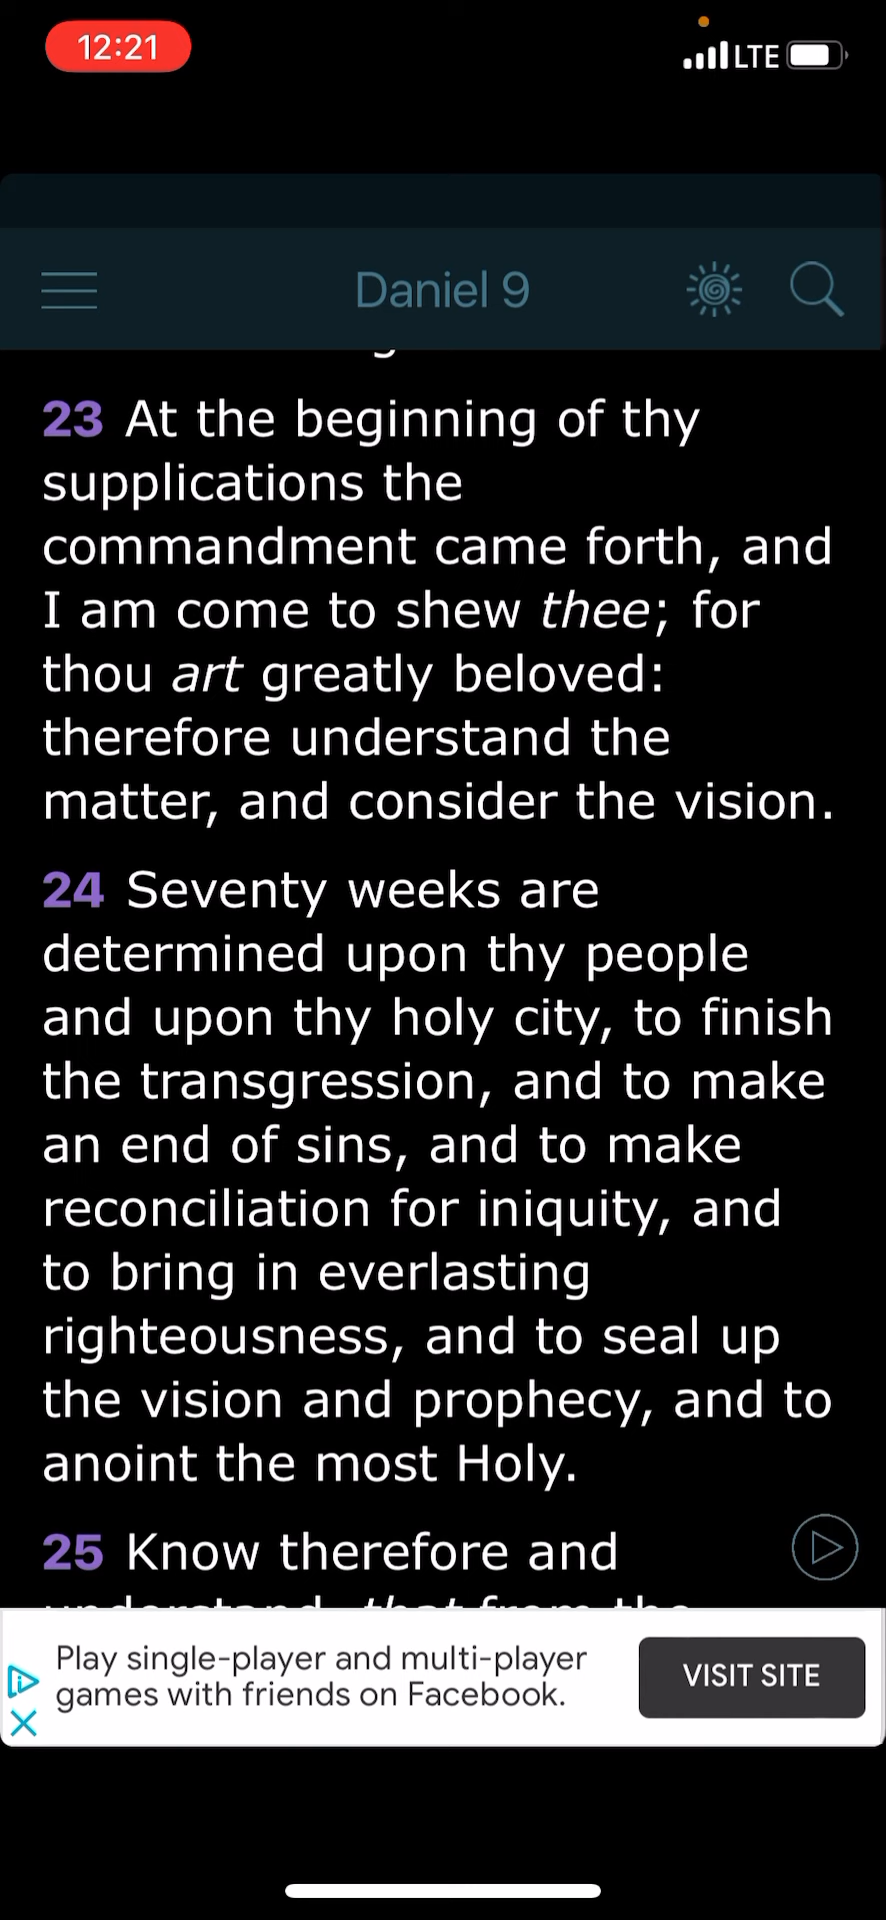 12:21
LTE
Daniel 9
23 At the beginning of thy
supplications the
commandment came forth, and
I am come to shew thee; for
thou art greatly beloved:
therefore understand the
matter, and consider the vision.
24 Seventy weeks are
determined upon thy people
and upon thy holy city, to finish
the transgression, and to make
an end of sins, and to make
reconciliation for iniquity, and
to bring in everlasting
righteousness, and to seal up
the vision and prophecy, and to
anoint the most Holy.
25 Know therefore and
understand, that from the
Play single-player and multi-player
games with friends on Facebook.
VISIT SITE